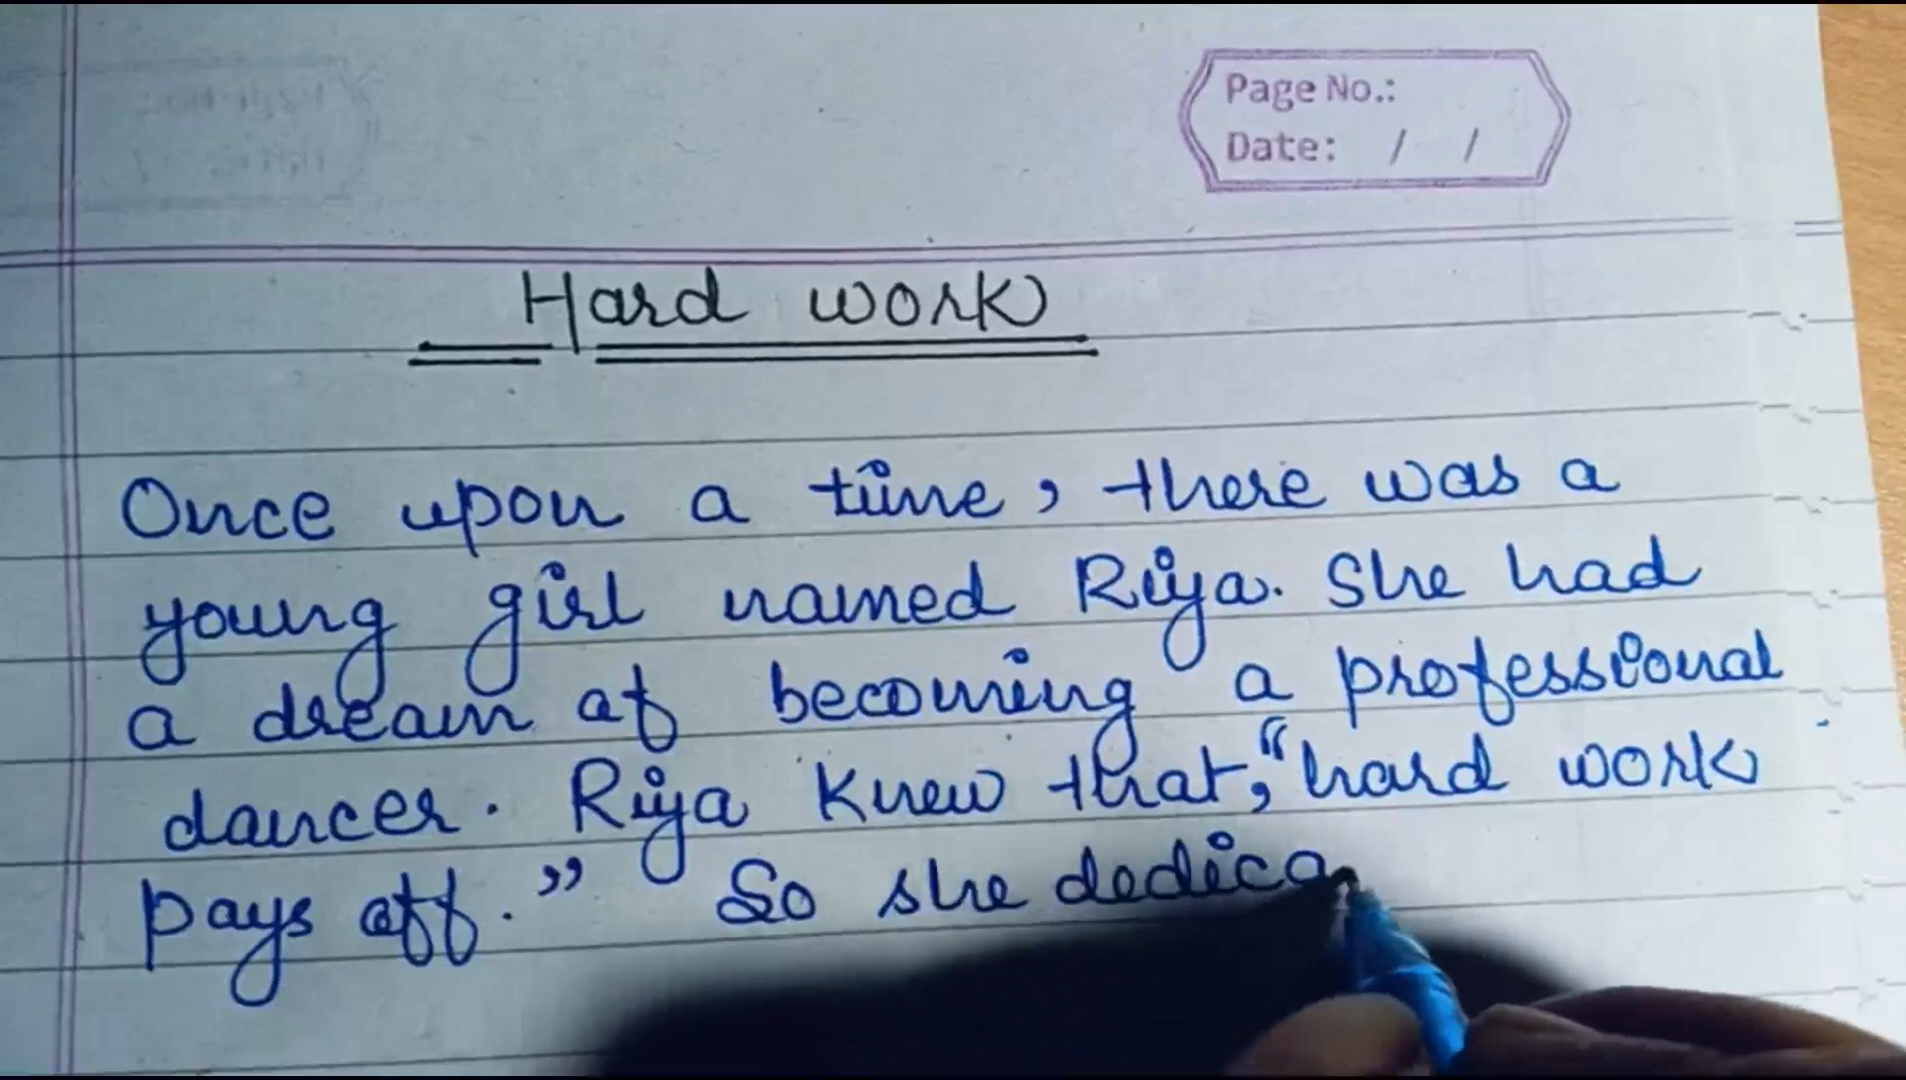 Page No.:
Date: / /
Hard work
Once upon a time, there was a
young girl named Riya. She had
a dream of becoming a professional
dancer. Riya knew that, "hard work
pays off." So she dedica